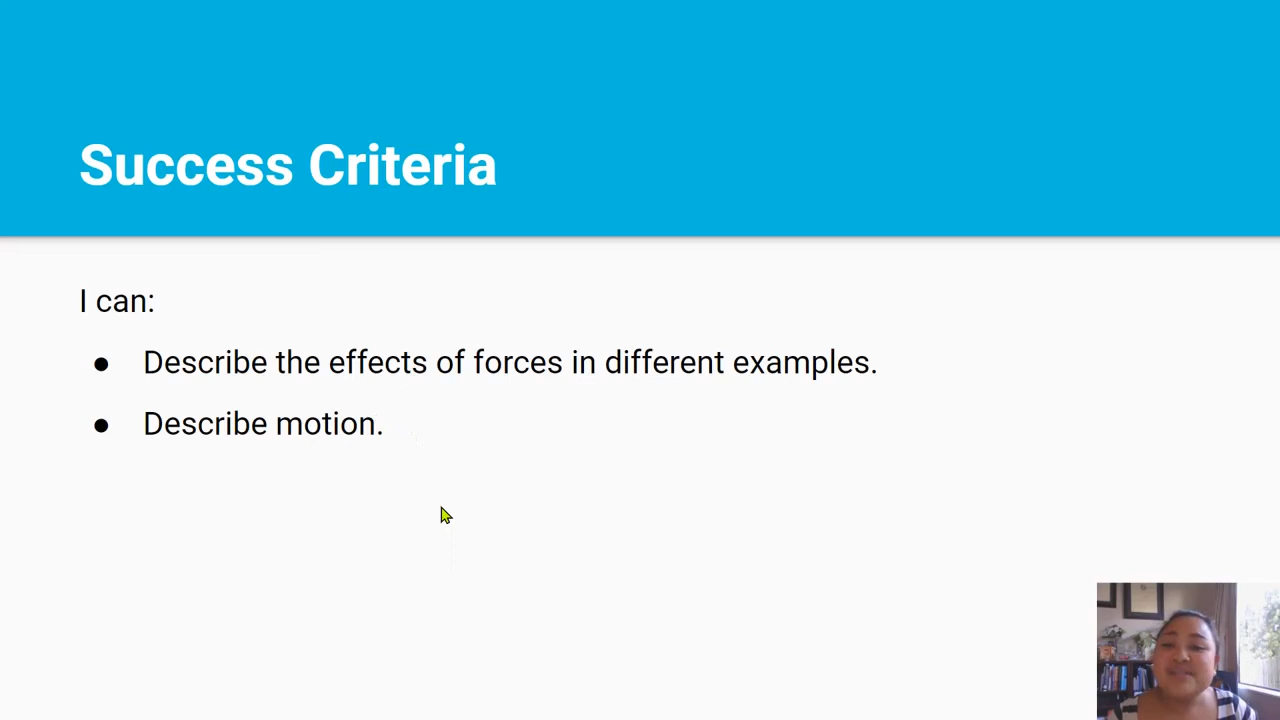 Success Criteria
I can:
● Describe the effects of forces in different examples.
● Describe motion.